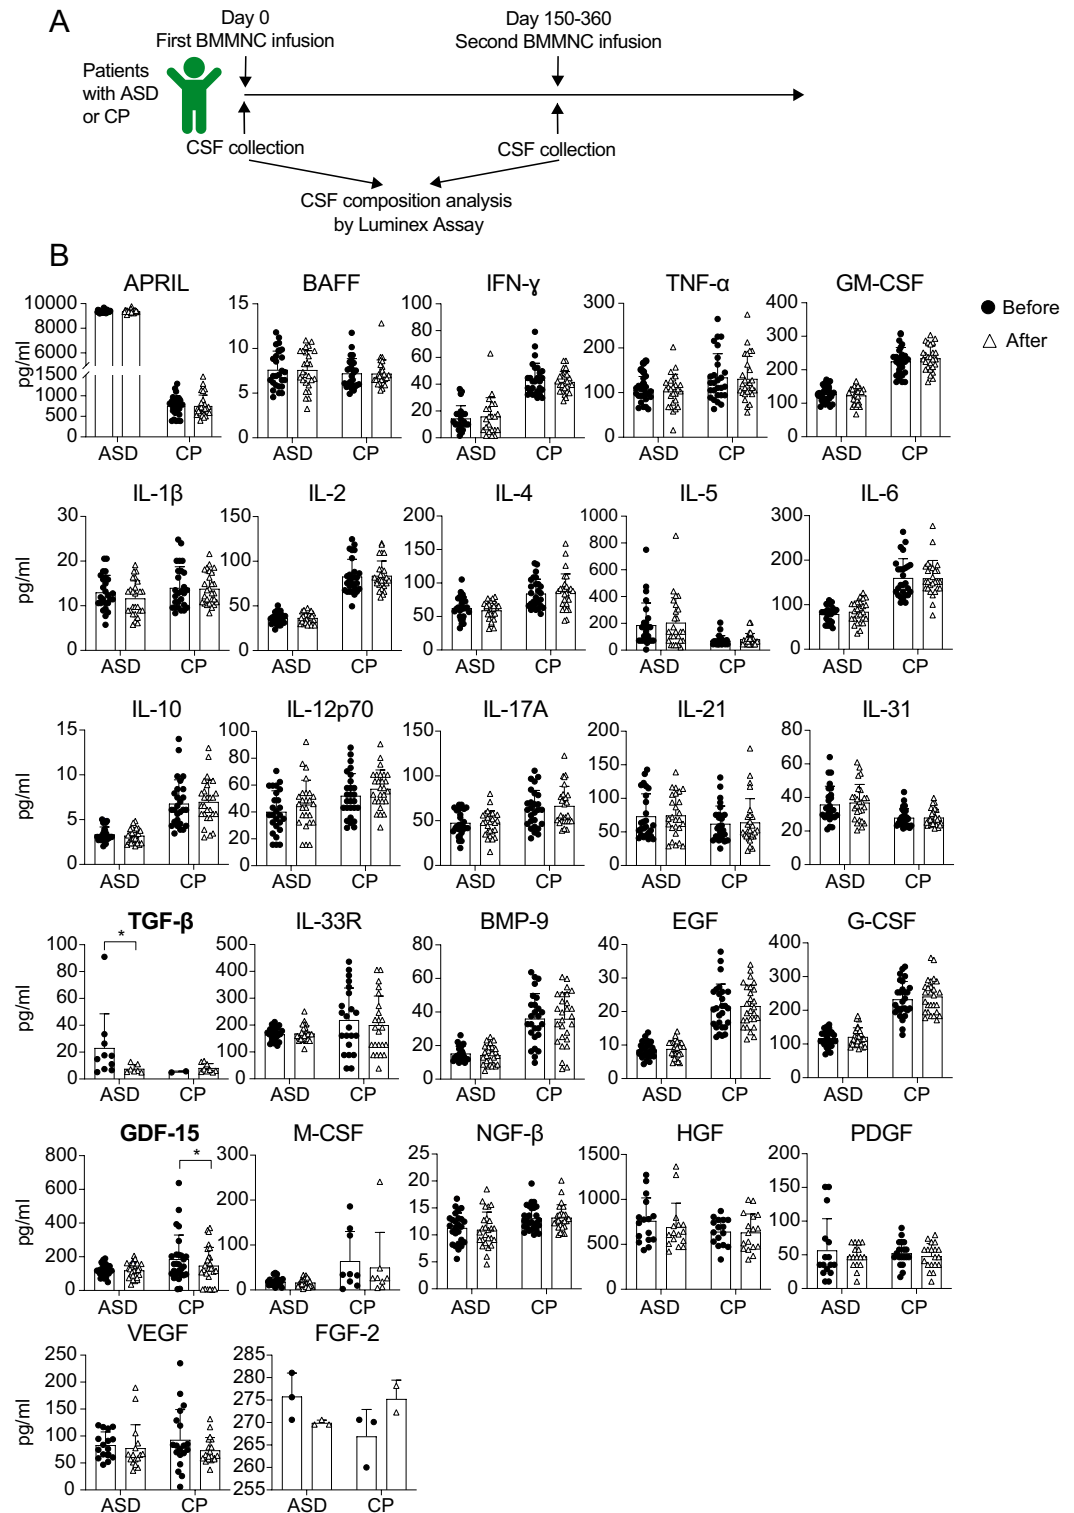 A
Day 0
First BMMNC infusion
Day 150-360
Second BMMNC infusion
Patients
with ASD
or CP
CSF collection
CSF collection
CSF composition analysis
by Luminex Assay
B
APRIL BAFF IFN-γ TNF-α GM-CSF
Before
After
pg/ml
10000 8000 6000 4000 1500 1000 500 0
15 10 5 0
100 80 60 40 20 0
300 200 100 0
400 300 200 100 0
ASD CP ASD CP ASD CP ASD CP ASD CP
IL-1β IL-2 IL-4 IL-5 IL-6
pg/ml
30 20 10 0
150 100 50 0
200 150 100 50 0
1000 800 600 400 200 0
300 200 100 0
ASD CP ASD CP ASD CP ASD CP ASD CP
IL-10 IL-12p70 IL-17A IL-21 IL-31
pg/ml
15 10 5 0
100 80 60 40 20 0
150 100 50 0
200 150 100 50 0
80 60 40 20 0
ASD CP ASD CP ASD CP ASD CP ASD CP
TGF-β IL-33R BMP-9 EGF G-CSF
*
pg/ml
100 80 60 40 20 0
500 400 300 200 100 0
80 60 40 20 0
40 30 20 10 0
400 300 200 100 0
ASD CP ASD CP ASD CP ASD CP ASD CP
GDF-15 M-CSF NGF-β HGF PDGF
*
pg/ml
800 600 400 200 0
300 200 100 0
25 20 15 10 5 0
1500 1000 500 0
200 150 100 50 0
ASD CP ASD CP ASD CP ASD CP ASD CP
VEGF FGF-2
pg/ml
250 200 150 100 50 0
285 280 275 270 265 260 255
ASD CP ASD CP